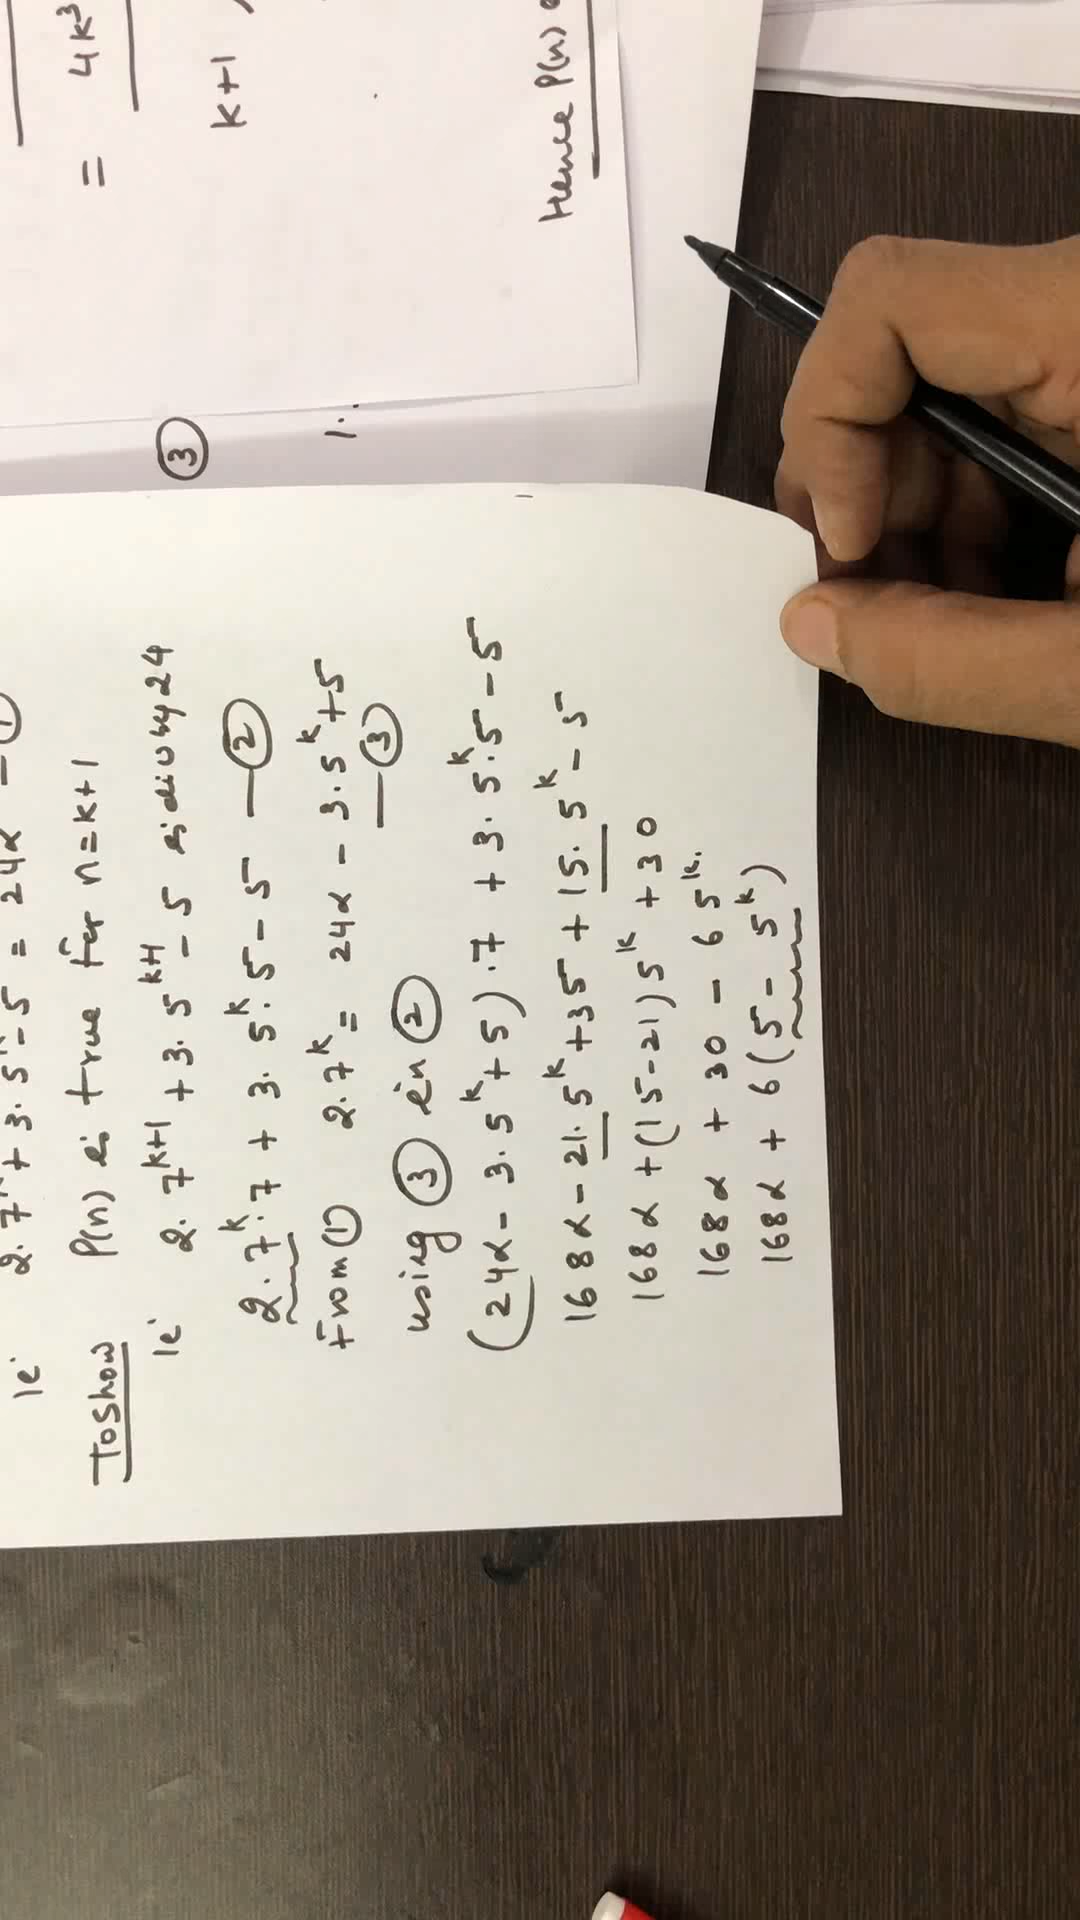 ie 2.7ᵏ + 3.5ᵏ - 5 = 24α - ①
To show P(n) is true for n = k+1
ie 2.7ᵏ⁺¹ + 3.5ᵏ⁺¹ - 5 is div by 24
2.7ᵏ.7 + 3.5ᵏ.5 - 5 — ②
From ① 2.7ᵏ = 24α - 3.5ᵏ + 5
— ③
using ③ in ②
(24α - 3.5ᵏ + 5).7 + 3.5ᵏ.5 - 5
168α - 21.5ᵏ + 35 + 15.5ᵏ - 5
168α + (15 - 21)5ᵏ + 30
168α + 30 - 6 5ᵏ.
168α + 6(5 - 5ᵏ)
= 4k³
k+1
③
Hence P(n)